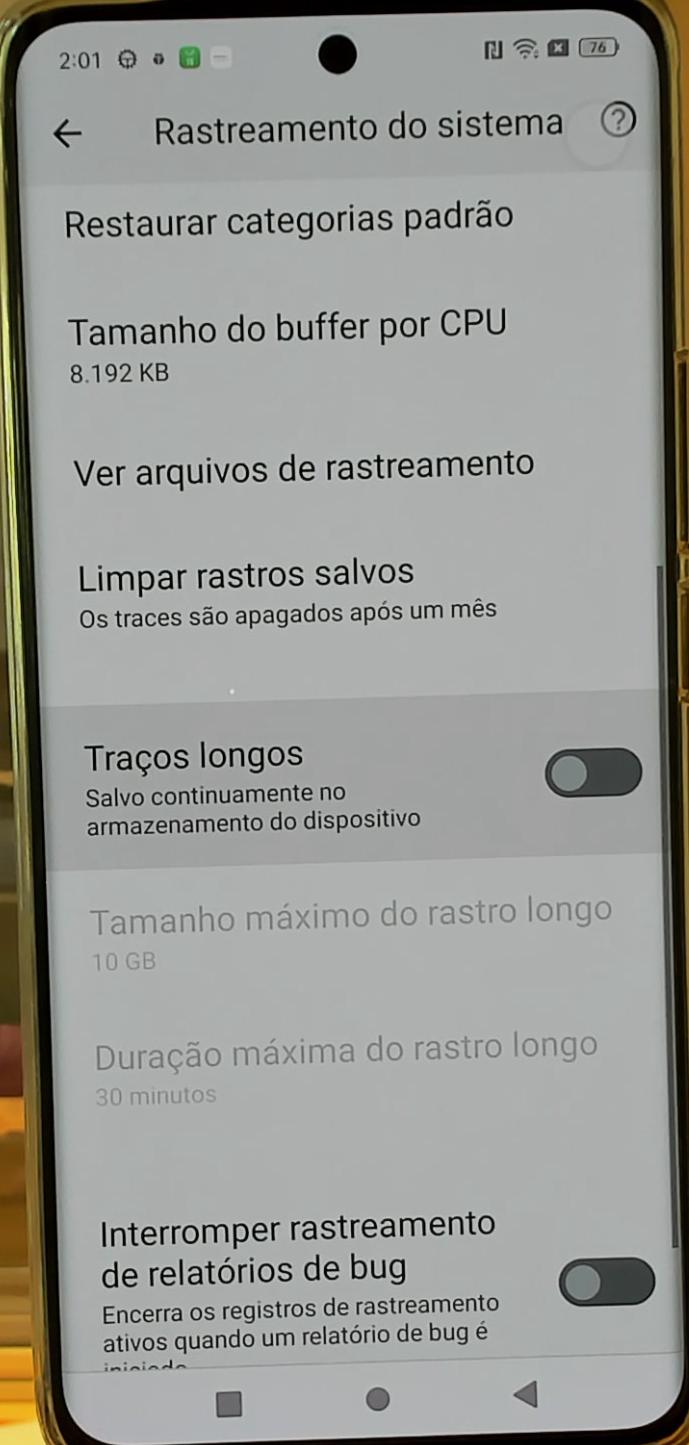 2:01
76
Rastreamento do sistema
Restaurar categorias padrão
Tamanho do buffer por CPU
8.192 KB
Ver arquivos de rastreamento
Limpar rastros salvos
Os traces são apagados após um mês
Traços longos
Salvo continuamente no
armazenamento do dispositivo
Tamanho máximo do rastro longo
10 GB
Duração máxima do rastro longo
30 minutos
Interromper rastreamento
de relatórios de bug
Encerra os registros de rastreamento
ativos quando um relatório de bug é